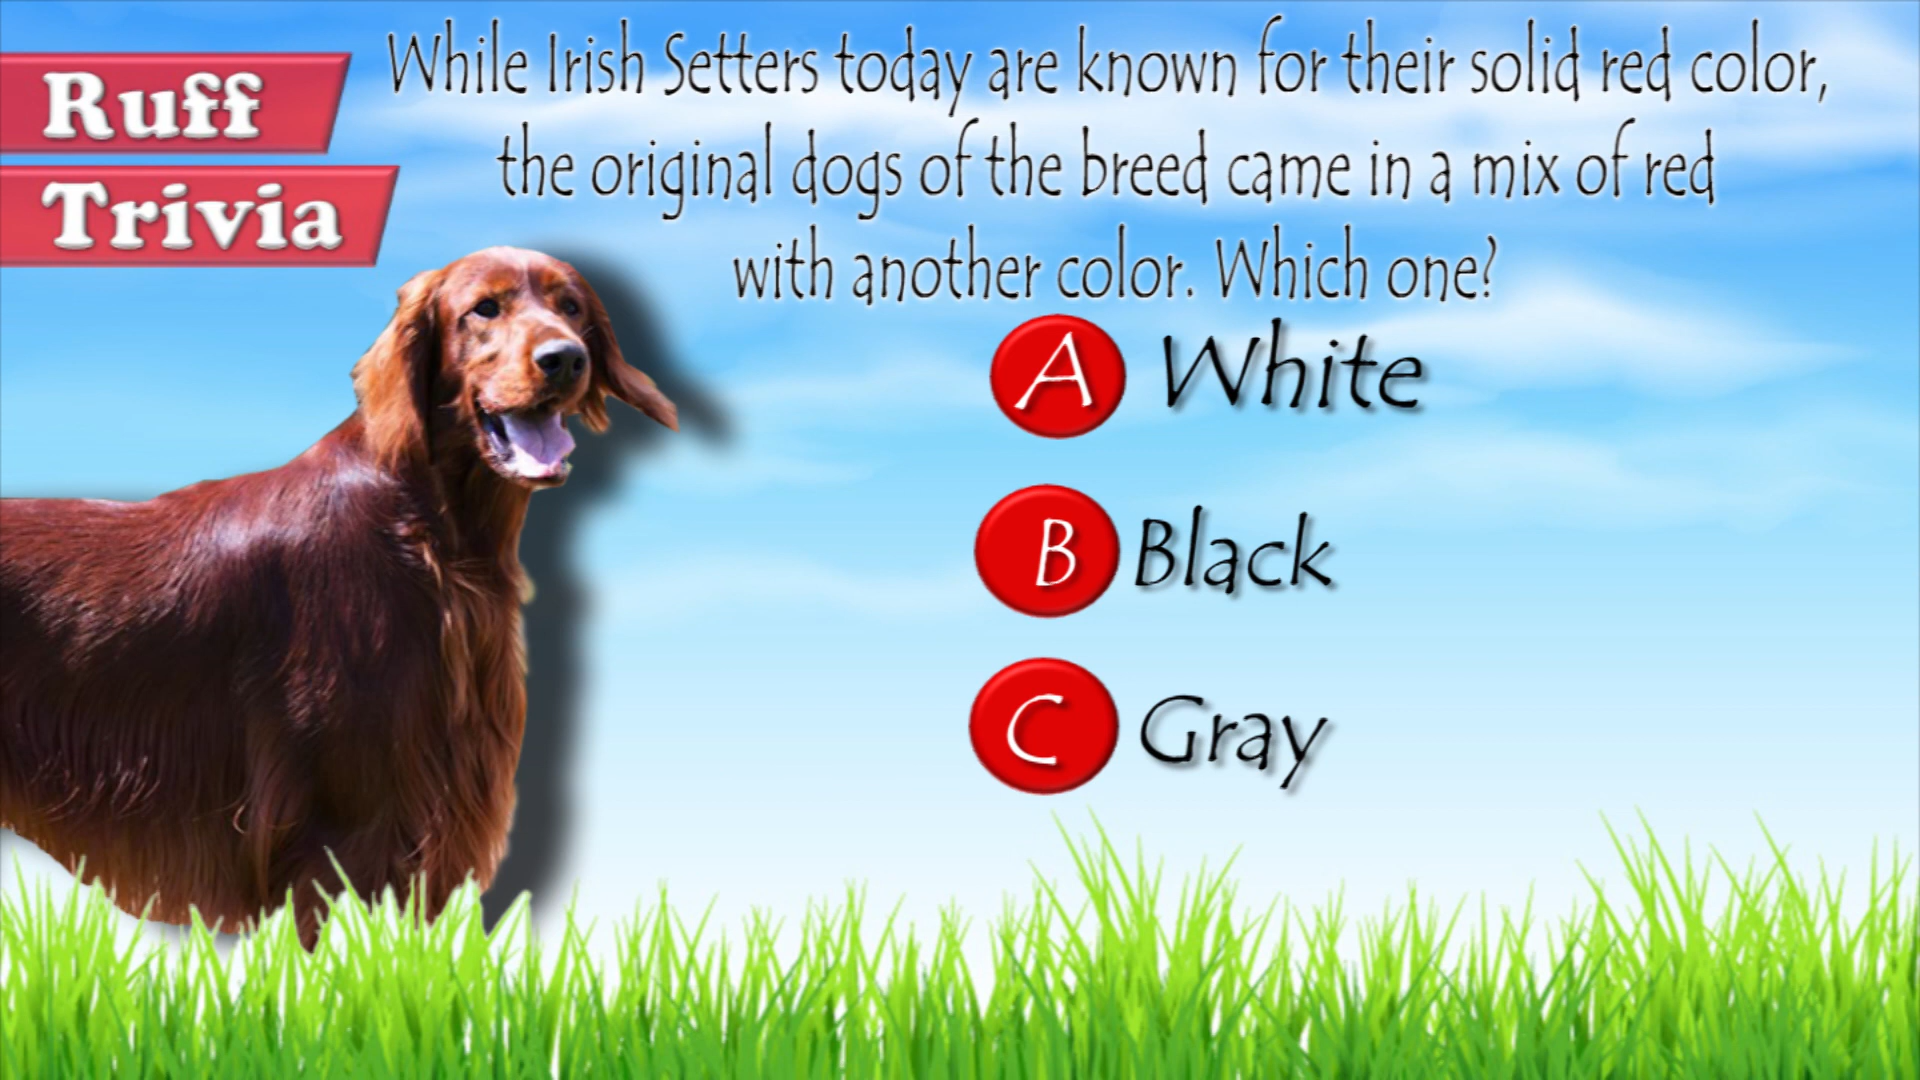 Ruff
Trivia
While Irish Setters today are known for their solid red color,
the original dogs of the breed came in a mix of red
with another color. Which one?
A White
B Black
C Gray